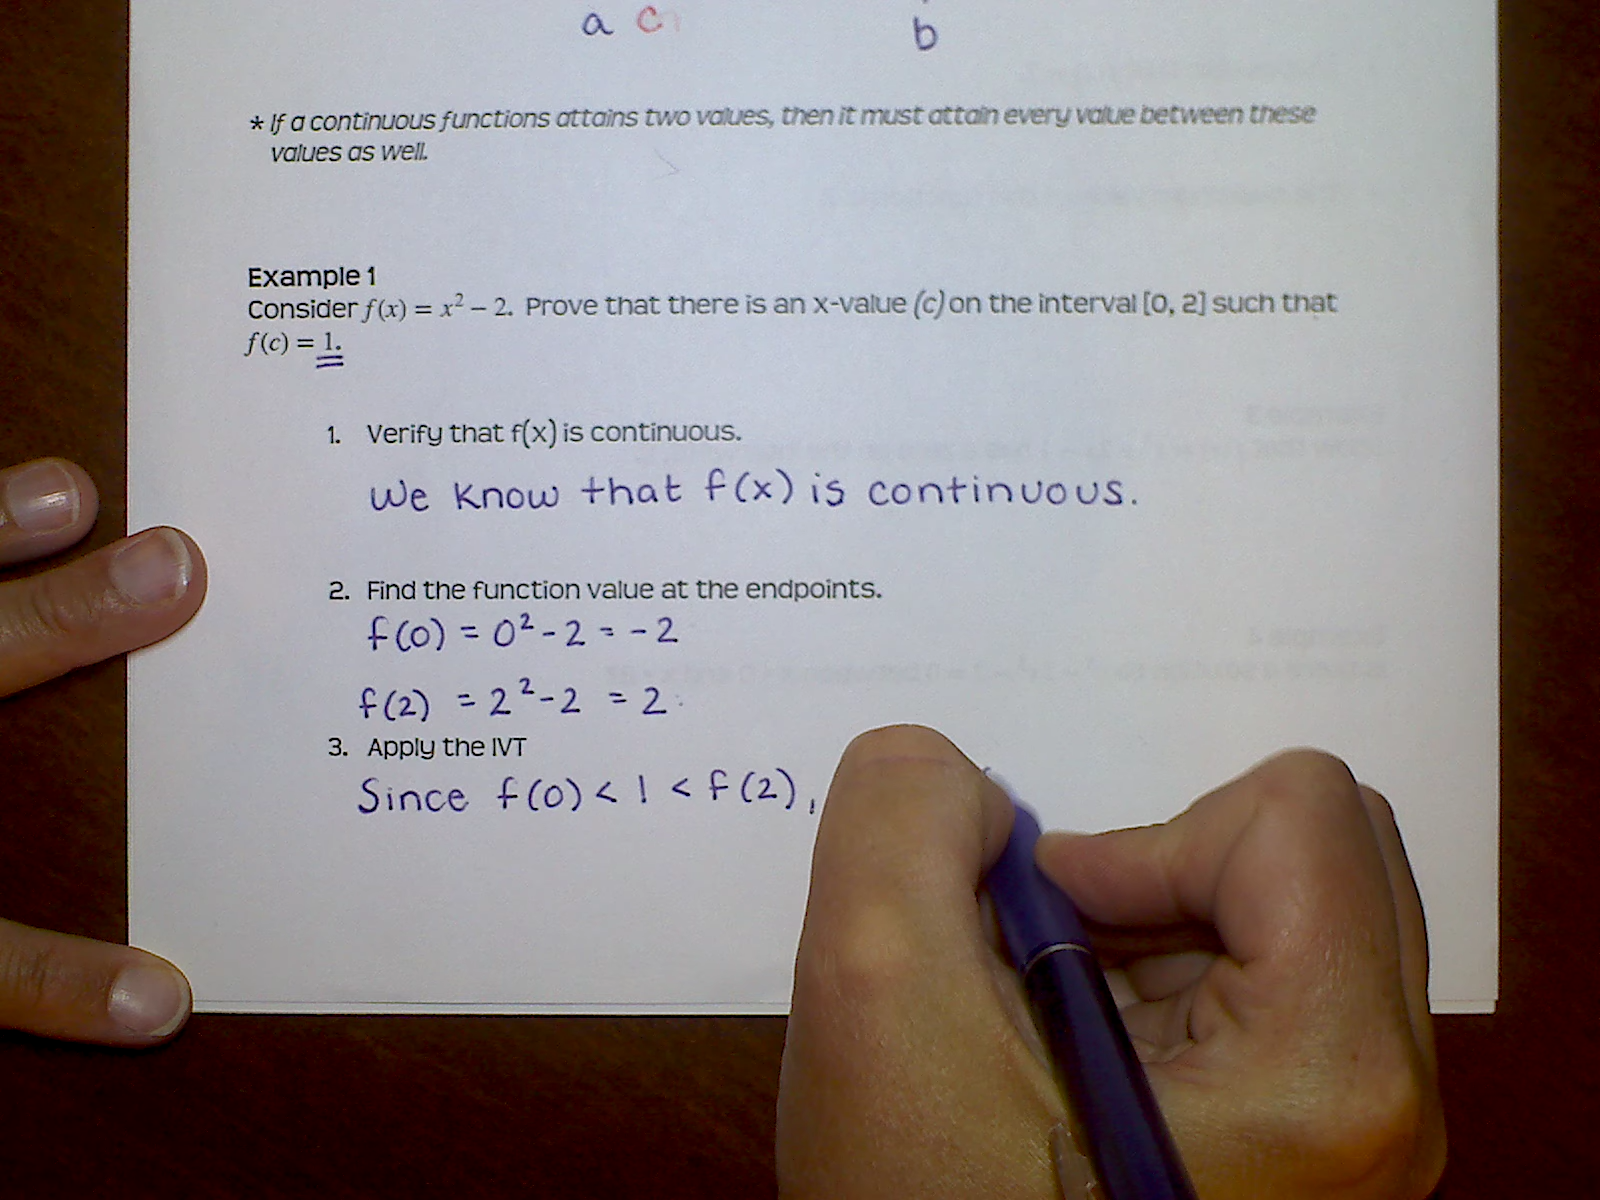 a c b
* If a continuous functions attains two values, then it must attain every value between these
values as well.
Example 1
Consider f(x) = x² – 2. Prove that there is an x-value (c) on the interval [0, 2] such that
f(c) = 1.
1. Verify that f(x) is continuous.
We know that f(x) is continuous.
2. Find the function value at the endpoints.
f(0) = 0² - 2 = -2
f(2) = 2² - 2 = 2
3. Apply the IVT
Since f(0) < 1 < f(2),